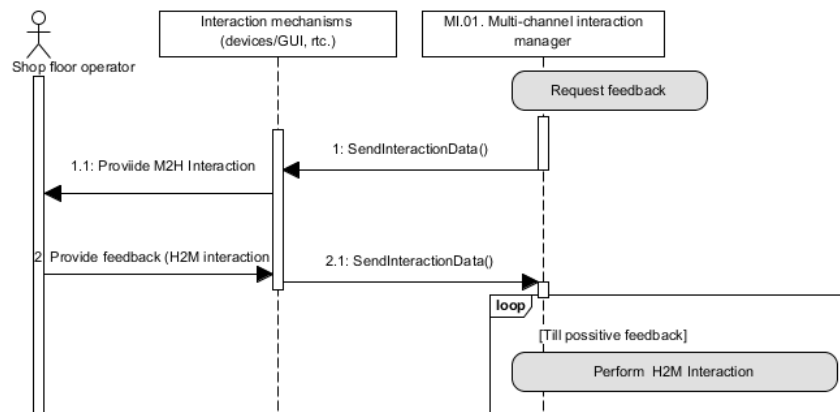 Interaction mechanisms
(devices/GUI, rtc.)
MI.01. Multi-channel interaction
manager
Shop floor operator
Request feedback
1: SendInteractionData()
1.1: Proviide M2H Interaction
2 Provide feedback (H2M interaction
2.1: SendInteractionData()
loop
[Till possitive feedback]
Perform H2M Interaction